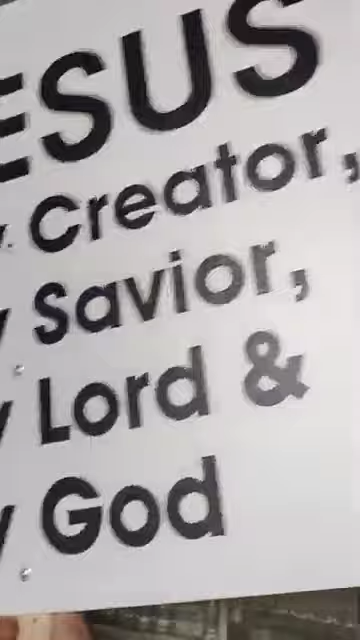 ESUS
y Creator,
y Savior,
y Lord &
y God